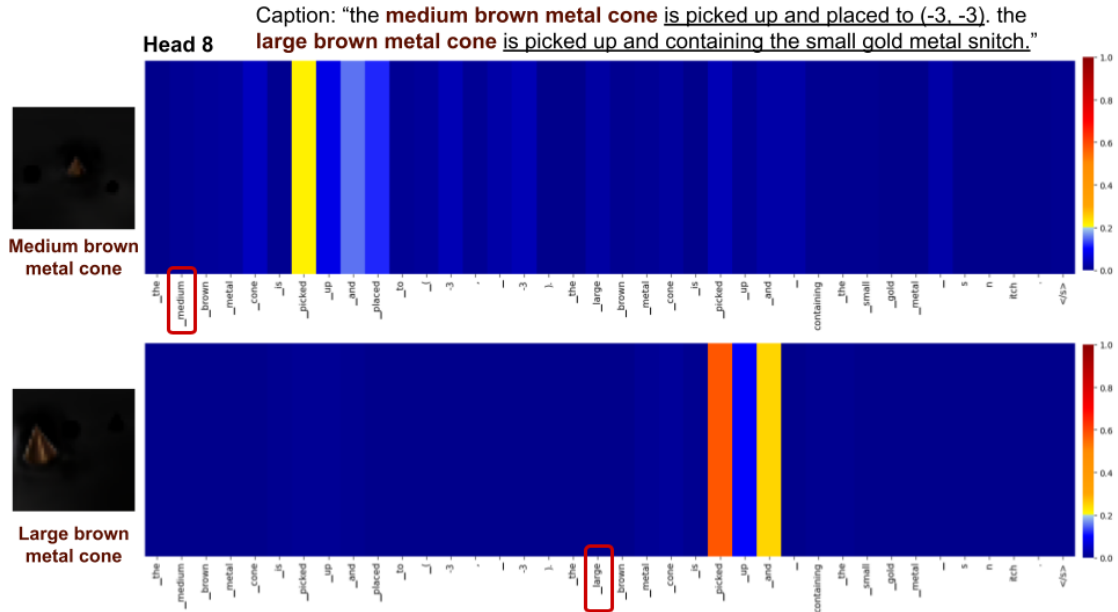 Caption: “the medium brown metal cone is picked up and placed to (-3, -3). the
large brown metal cone is picked up and containing the small gold metal snitch.”
Head 8
1.0
0.8
0.6
0.4
0.2
0.0
Medium brown
metal cone
_the
_medium
_brown
_metal
_cone
_is
_picked
_up
_and
_placed
_to
_(
-3
,
_
-3
).
_the
_large
_brown
_metal
_cone
_is
_picked
_up
_and
_
containing
_the
_small
_gold
_metal
_
s
n
itch
.
</s>
1.0
0.8
0.6
0.4
0.2
0.0
Large brown
metal cone
_the
_medium
_brown
_metal
_cone
_is
_picked
_up
_and
_placed
_to
_(
-3
,
_
-3
).
_the
_large
_brown
_metal
_cone
_is
_picked
_up
_and
_
containing
_the
_small
_gold
_metal
_
s
n
itch
.
</s>